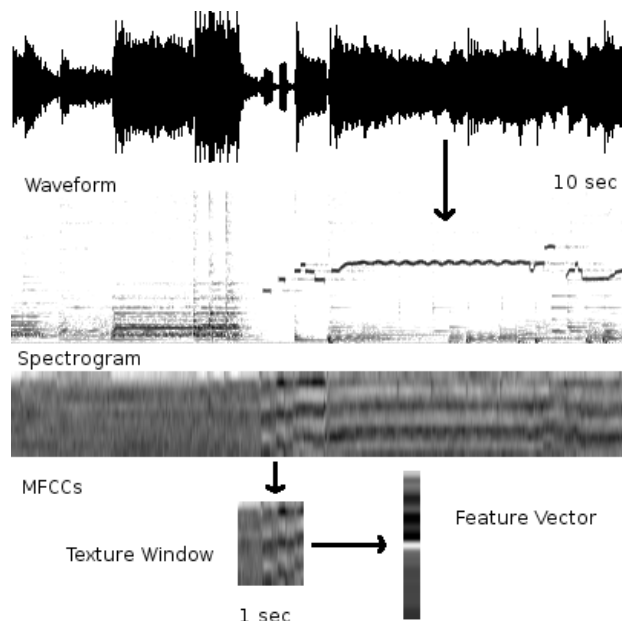 Waveform
10 sec
Spectrogram
MFCCs
Feature Vector
Texture Window
1 sec